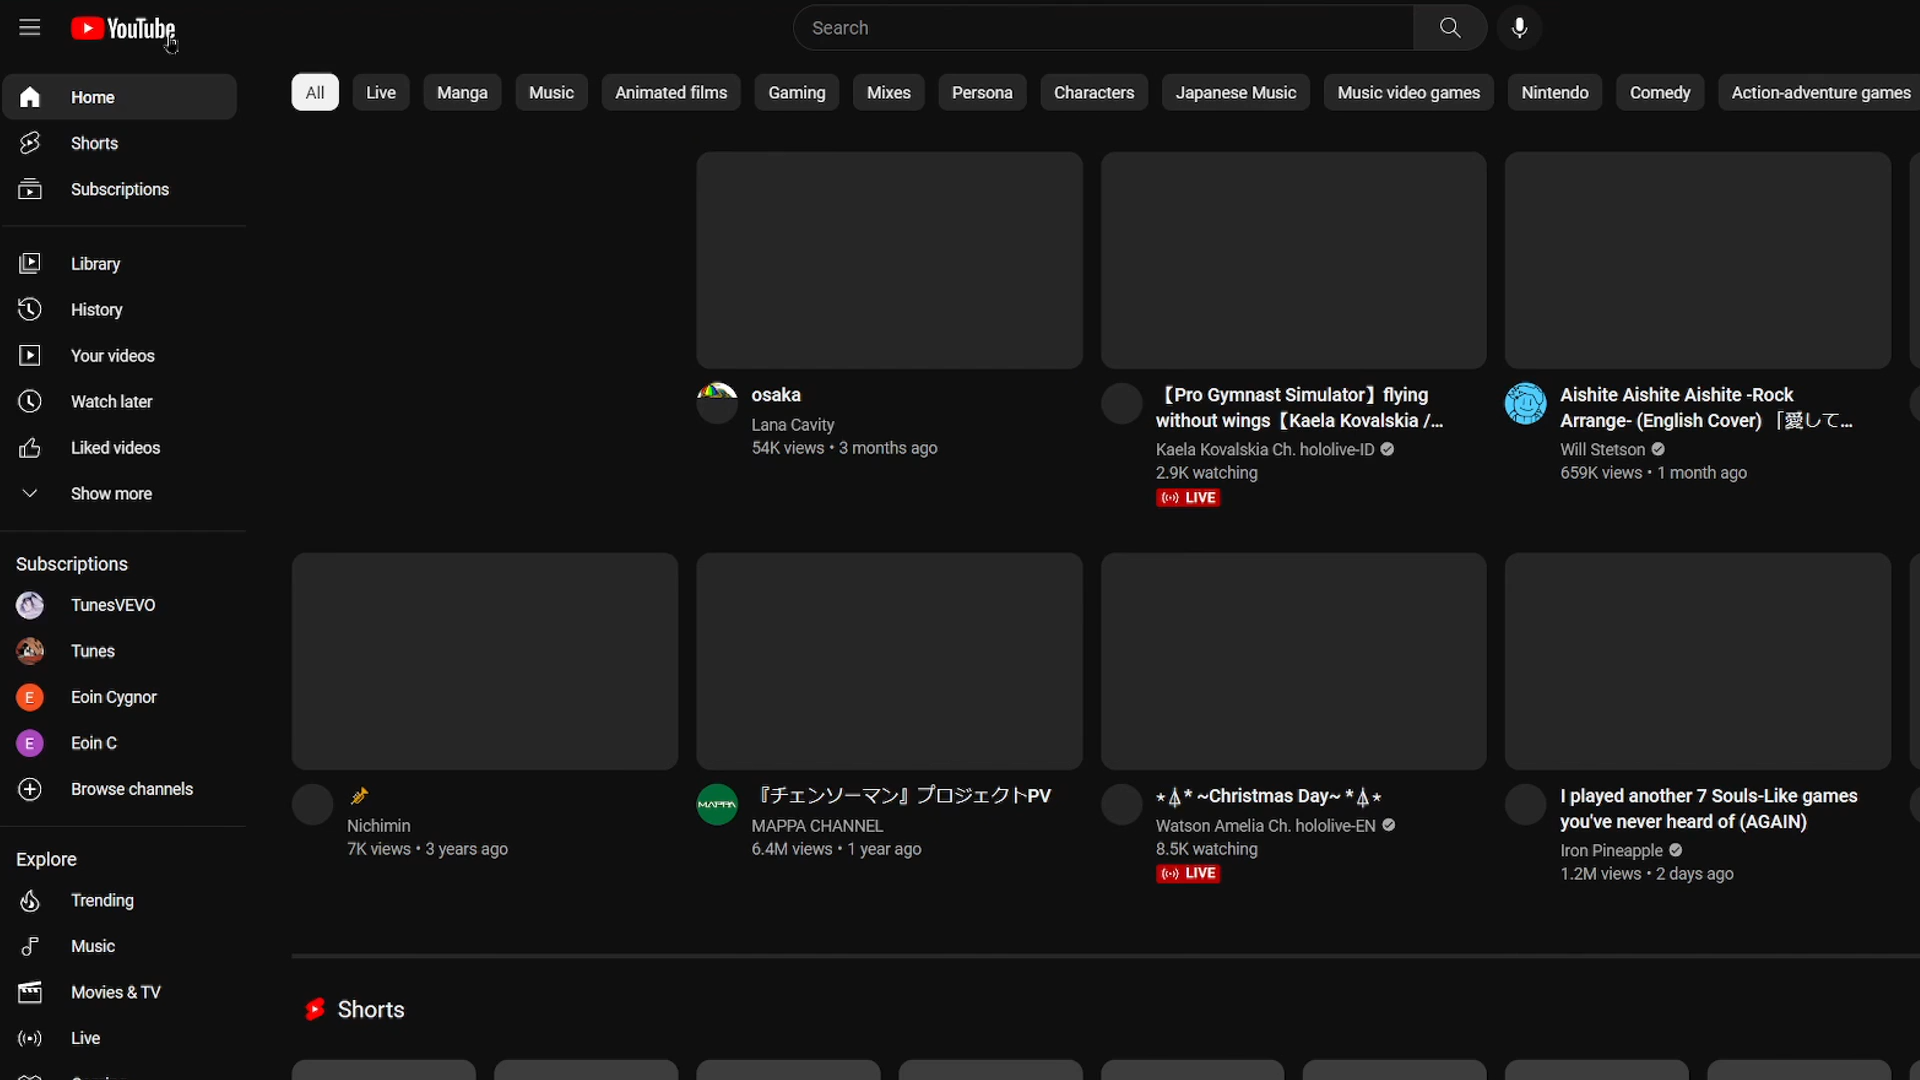 YouTube
Search
Home
Shorts
Subscriptions
Library
History
Your videos
Watch later
Liked videos
Show more
Subscriptions
TunesVEVO
Tunes
E Eoin Cygnor
E Eoin C
Browse channels
Explore
Trending
Music
Movies & TV
Live
All Live Manga Music Animated films Gaming Mixes Persona Characters Japanese Music Music video games Nintendo Comedy Action-adventure games
osaka
Lana Cavity
54K views • 3 months ago
【Pro Gymnast Simulator】flying
without wings【Kaela Kovalskia /...
Kaela Kovalskia Ch. hololive-ID
2.9K watching
LIVE
Aishite Aishite Aishite -Rock
Arrange- (English Cover) 「愛して...
Will Stetson
659K views • 1 month ago
🎺
Nichimin
7K views • 3 years ago
MAPPA
『チェンソーマン』プロジェクトPV
MAPPA CHANNEL
6.4M views • 1 year ago
⋆⍋* ~Christmas Day~ *⍋⋆
Watson Amelia Ch. hololive-EN
8.5K watching
LIVE
I played another 7 Souls-Like games
you've never heard of (AGAIN)
Iron Pineapple
1.2M views • 2 days ago
Shorts